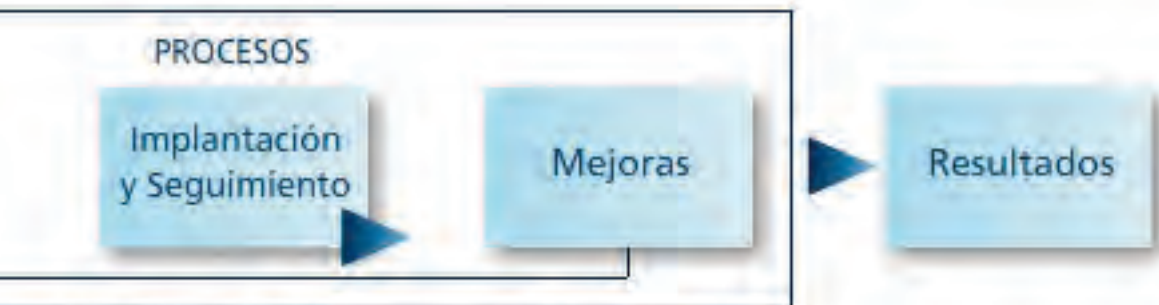 PROCESOS
Implantación
y Seguimiento
Mejoras
Resultados